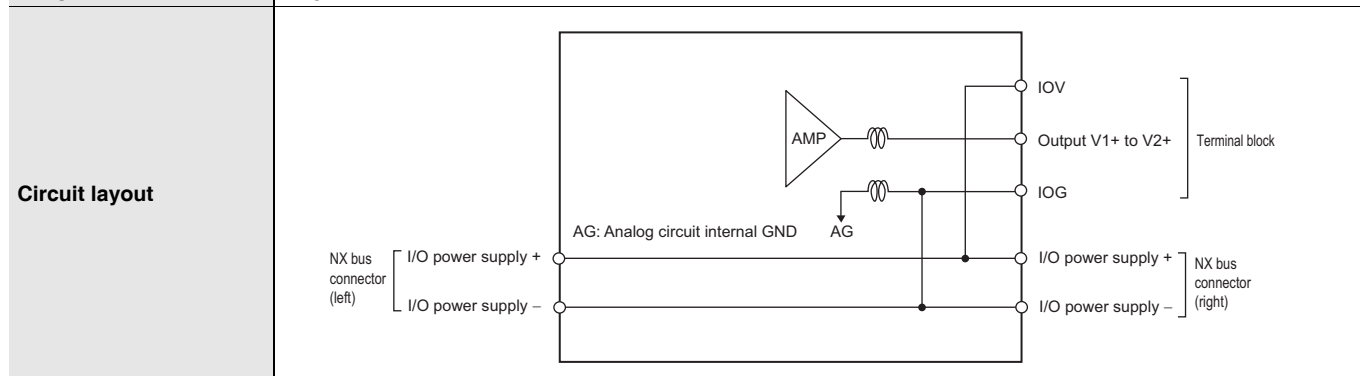 Circuit layout
IOV
AMP
Output V1+ to V2+
Terminal block
IOG
AG: Analog circuit internal GND
AG
NX bus
connector
(left)
I/O power supply +
I/O power supply −
I/O power supply +
I/O power supply −
NX bus
connector
(right)